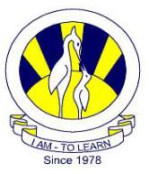 I AM - TO LEARN
Since 1978